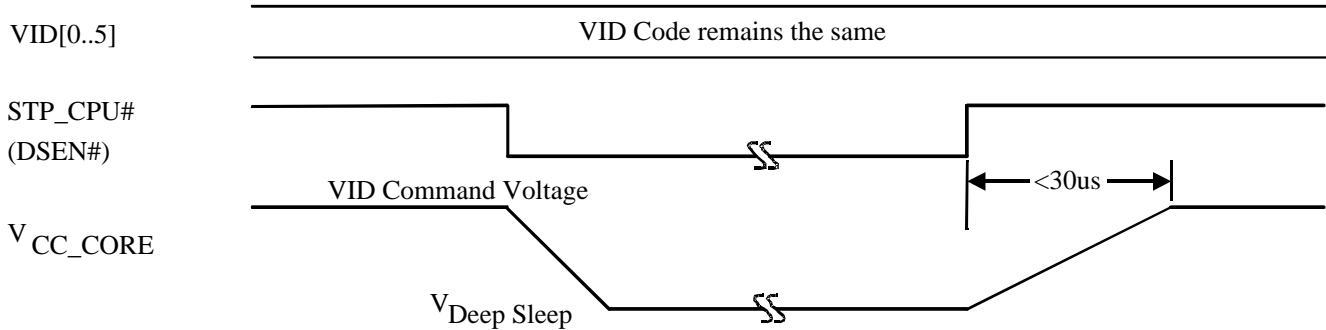 VID[0..5]
VID Code remains the same
STP_CPU#
(DSEN#)
<30us
VID Command Voltage
V CC_CORE
V Deep Sleep